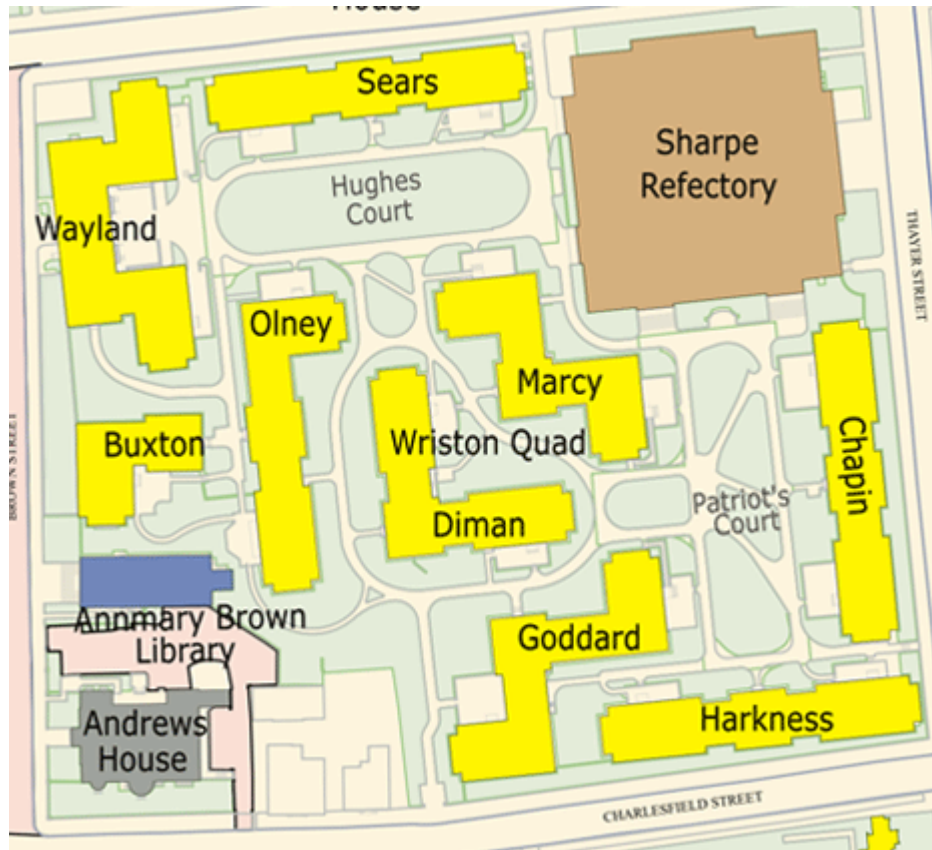 House
Sears
Sharpe
Refectory
Hughes
Court
Wayland
THAYER STREET
Olney
Marcy
Buxton
Wriston Quad
Chapin
BROWN STREET
Patriot's
Court
Diman
Annmary Brown
Library
Goddard
Andrews
House
Harkness
CHARLESFIELD STREET